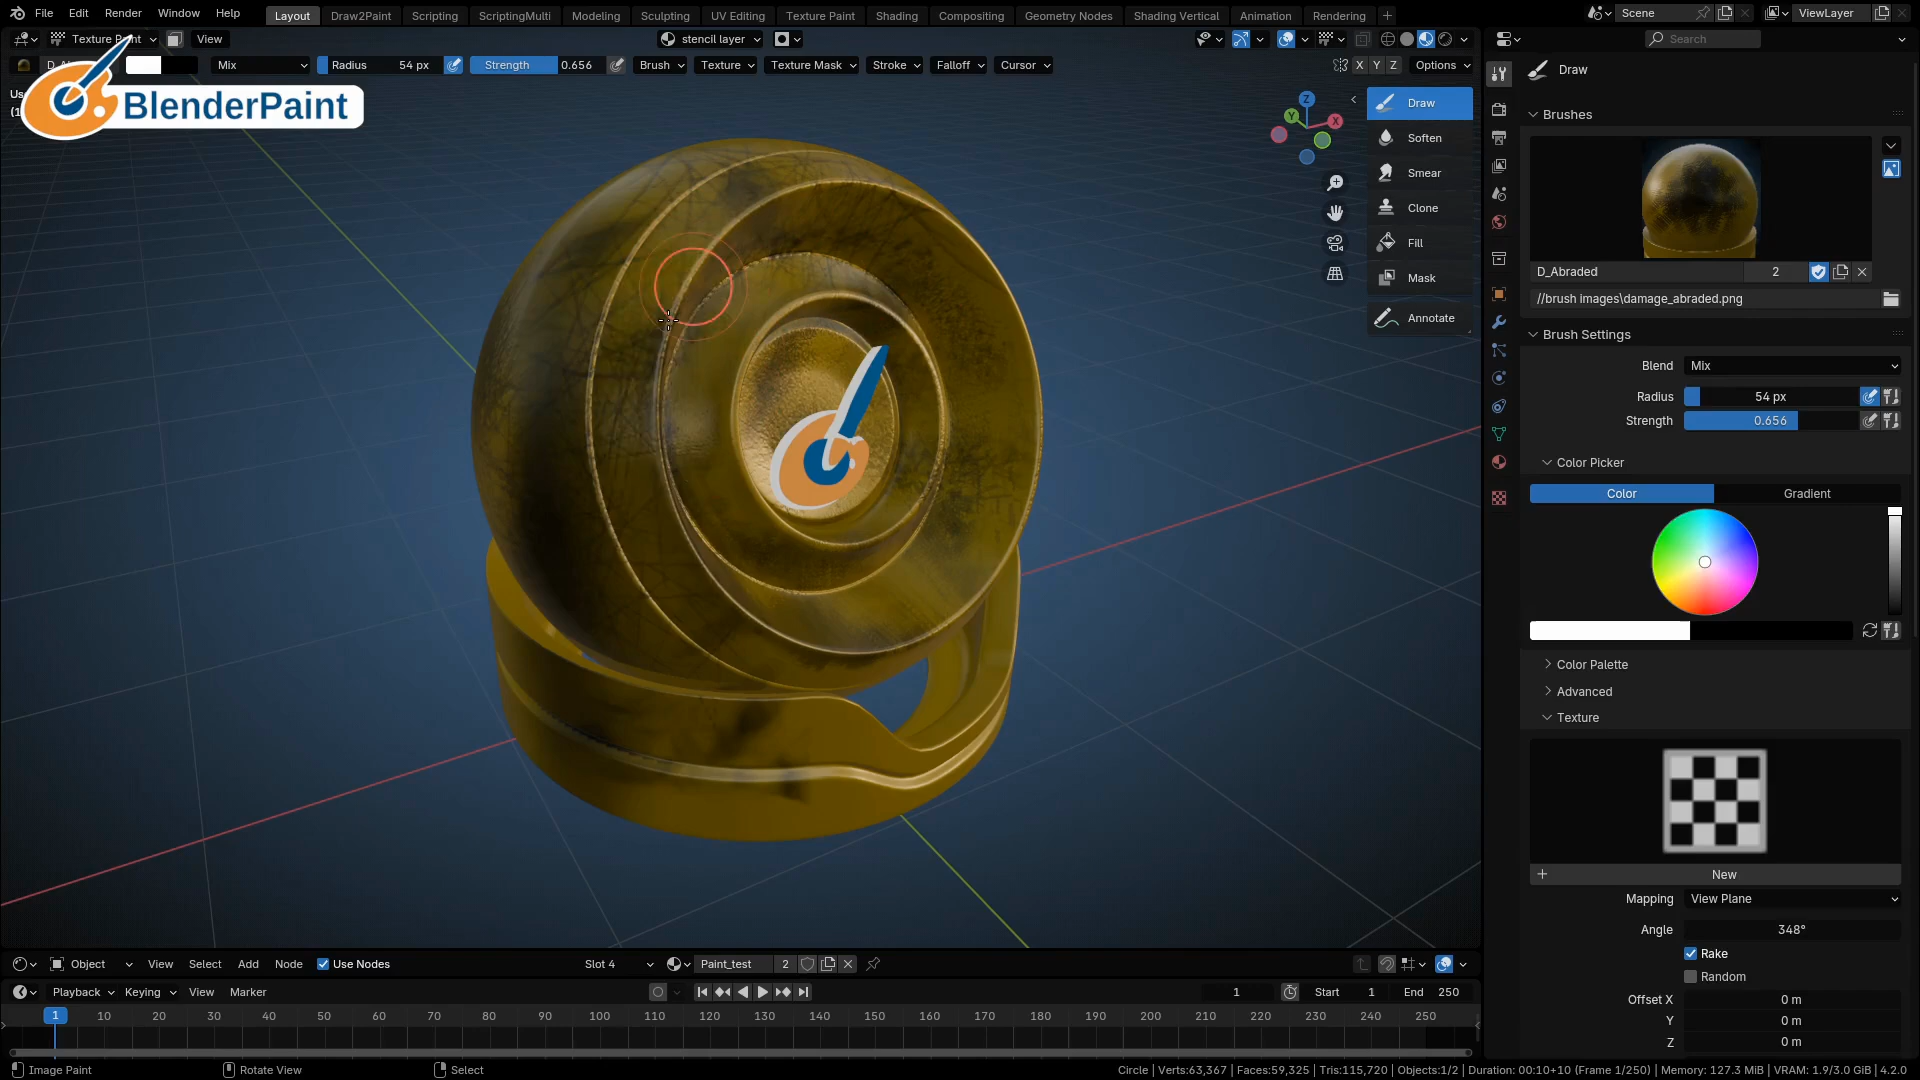 File Edit Render Window Help Layout Draw2Paint Scripting ScriptingMulti Modeling Sculpting UV Editing Texture Paint Shading Compositing Geometry Nodes Shading Vertical Animation Rendering + Scene ViewLayer
View stencil layer Search
Mix Radius 54 px Strength 0.656 Brush Texture Texture Mask Stroke Falloff Cursor X Y Z Options
BlenderPaint
Z
Y X
Draw
Soften
Smear
Clone
Fill
Mask
Annotate
Draw
Brushes
D_Abraded 2
//brush images\damage_abraded.png
Brush Settings
Blend Mix
Radius 54 px
Strength 0.656
Color Picker
Color Gradient
Color Palette
Advanced
Texture
+ New
Mapping View Plane
Angle 348°
Rake
Random
Offset X 0 m
Y 0 m
Z 0 m
Object View Select Add Node Use Nodes Slot 4 Paint_test 2
Playback Keying View Marker 1 Start 1 End 250
1 10 20 30 40 50 60 70 80 90 100 110 120 130 140 150 160 170 180 190 200 210 220 230 240 250
Image Paint Rotate View Select Circle | Verts:63,367 | Faces:59,325 | Tris:115,720 | Objects:1/2 | Duration: 00:10+10 (Frame 1/250) | Memory: 127.3 MiB | VRAM: 1.9/3.0 GiB | 4.2.0